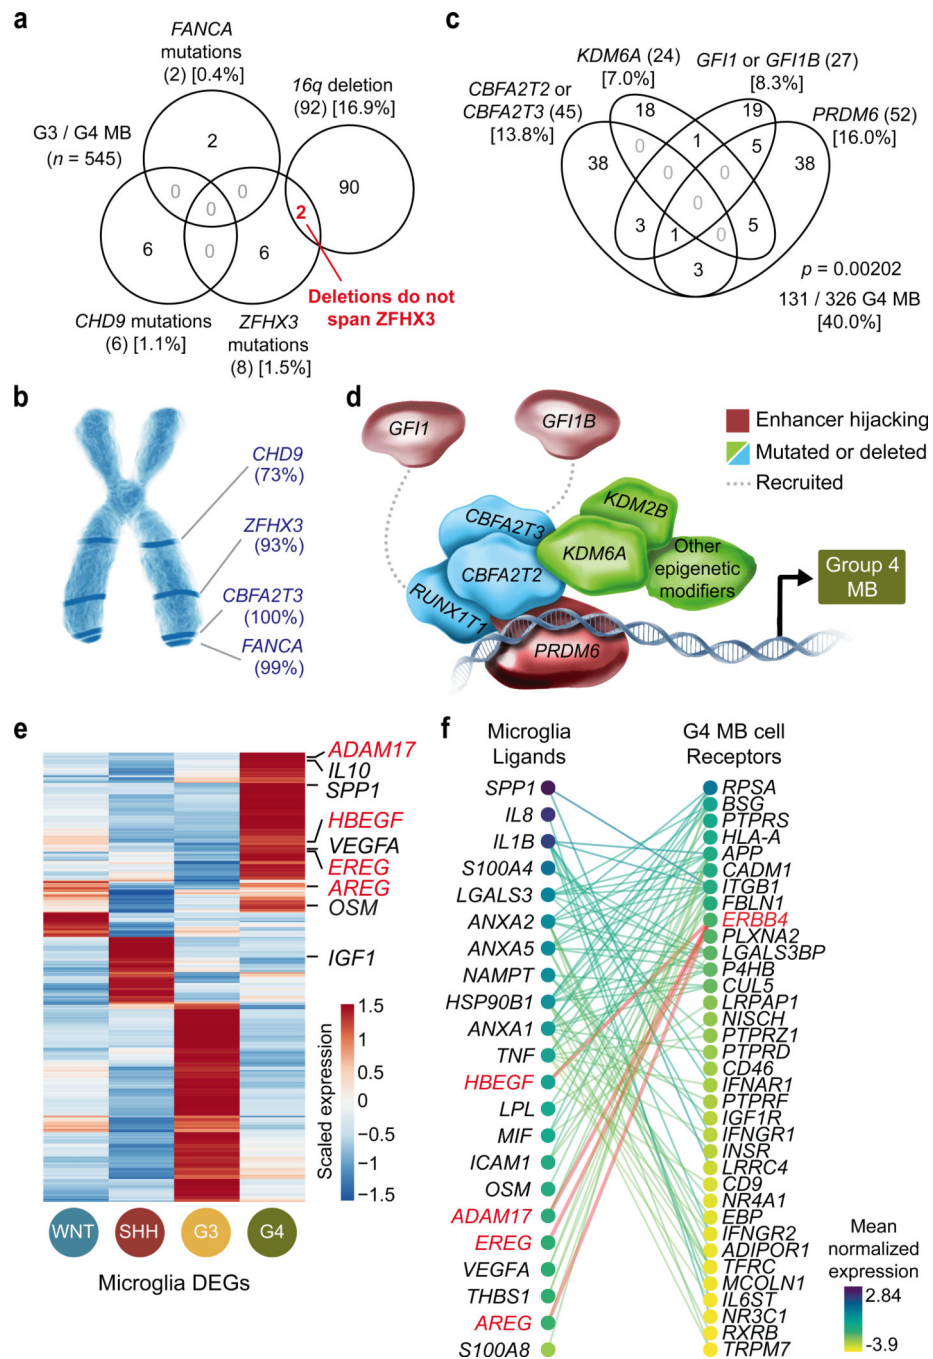 a
FANCA
mutations
(2) [0.4%]
16q deletion
(92) [16.9%]
G3 / G4 MB
(n = 545)
2
90
0
0
0
2
6
0
6
Deletions do not
span ZFHX3
CHD9 mutations
(6) [1.1%]
ZFHX3
mutations
(8) [1.5%]
c
KDM6A (24)
[7.0%]
GFI1 or GFI1B (27)
[8.3%]
CBFA2T2 or
CBFA2T3 (45)
[13.8%]
PRDM6 (52)
[16.0%]
18
19
38
0
1
5
38
0
0
0
3
1
0
5
3
p = 0.00202
131 / 326 G4 MB
[40.0%]
b
CHD9
(73%)
ZFHX3
(93%)
CBFA2T3
(100%)
FANCA
(99%)
d
GFI1
GFI1B
Enhancer hijacking
Mutated or deleted
Recruited
CBFA2T3
KDM2B
KDM6A
CBFA2T2
Other
epigenetic
modifiers
RUNX1T1
PRDM6
Group 4
MB
e
ADAM17
IL10
SPP1
HBEGF
VEGFA
EREG
AREG
OSM
IGF1
Scaled expression
1.5
1
0.5
0
−0.5
−1
−1.5
WNT
SHH
G3
G4
Microglia DEGs
f
Microglia
Ligands
SPP1
IL8
IL1B
S100A4
LGALS3
ANXA2
ANXA5
NAMPT
HSP90B1
ANXA1
TNF
HBEGF
LPL
MIF
ICAM1
OSM
ADAM17
EREG
VEGFA
THBS1
AREG
S100A8
G4 MB cell
Receptors
RPSA
BSG
PTPRS
HLA-A
APP
CADM1
ITGB1
FBLN1
ERBB4
PLXNA2
LGALS3BP
P4HB
CUL5
LRPAP1
NISCH
PTPRZ1
PTPRD
CD46
IFNAR1
PTPRF
IGF1R
IFNGR1
INSR
LRRC4
CD9
NR4A1
EBP
IFNGR2
ADIPOR1
TFRC
MCOLN1
IL6ST
NR3C1
RXRB
TRPM7
Mean
normalized
expression
2.84
-3.9